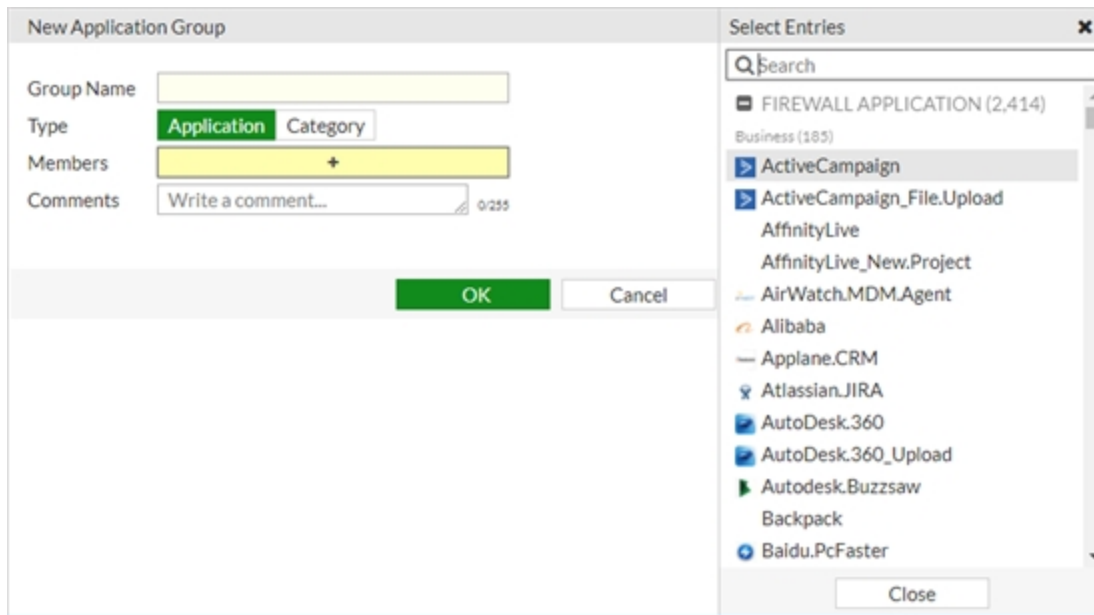 New Application Group
Group Name
Type Application Category
Members +
Comments Write a comment... 0/255
OK Cancel
Select Entries
Search
FIREWALL APPLICATION (2,414)
Business (185)
ActiveCampaign
ActiveCampaign_File.Upload
AffinityLive
AffinityLive_New.Project
AirWatch.MDM.Agent
Alibaba
Applane.CRM
Atlassian.JIRA
AutoDesk.360
AutoDesk.360_Upload
Autodesk.Buzzsaw
Backpack
Baidu.PcFaster
Close